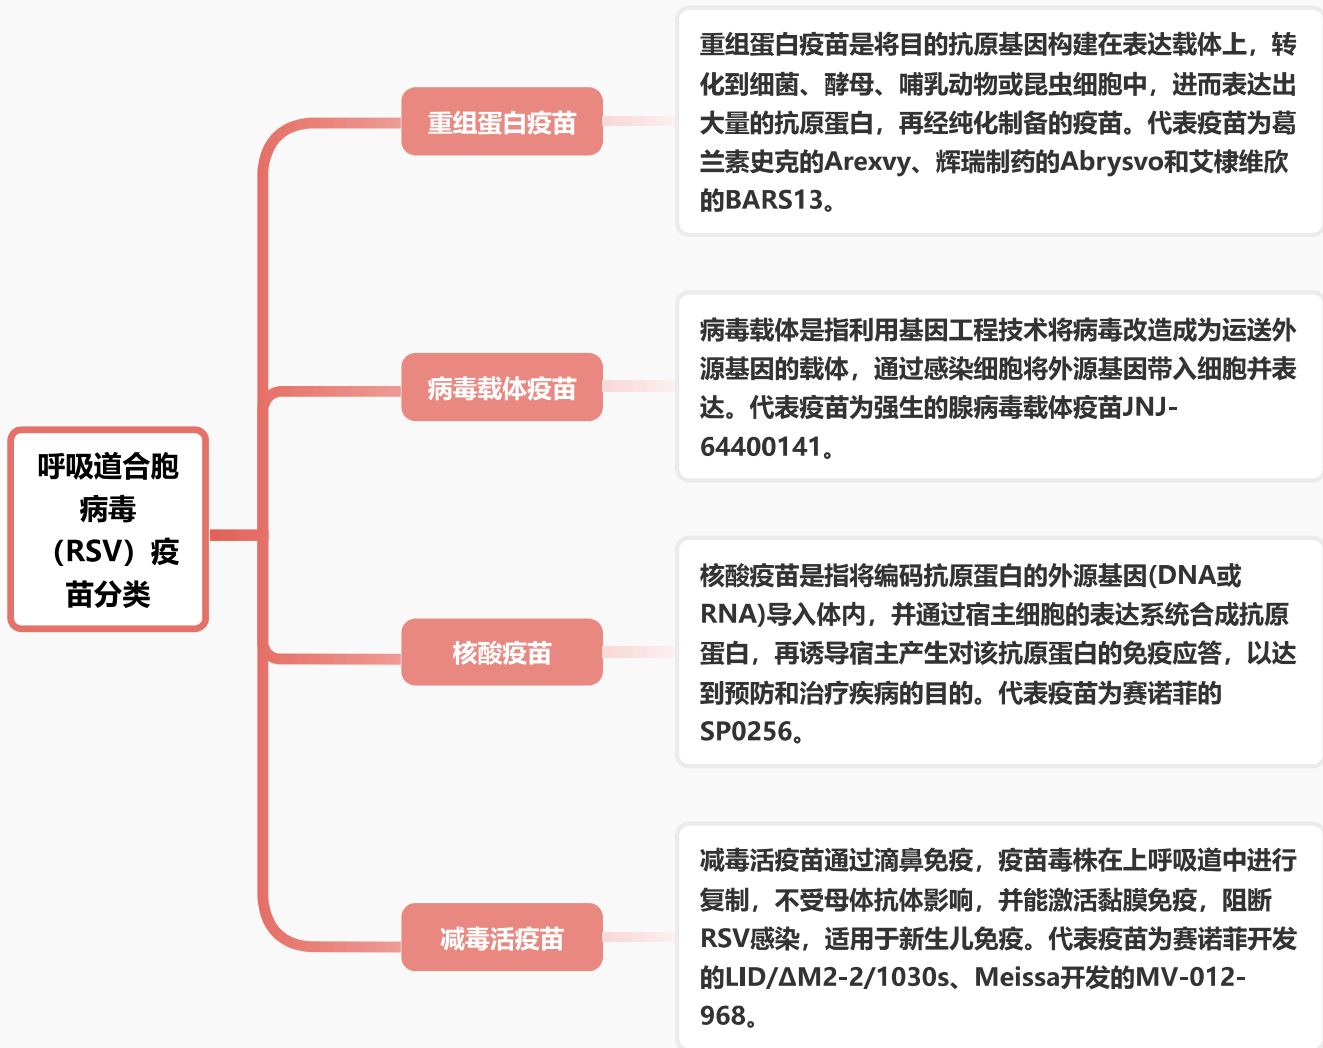 呼吸道合胞
病毒
（RSV）疫
苗分类
重组蛋白疫苗
重组蛋白疫苗是将目的抗原基因构建在表达载体上，转
化到细菌、酵母、哺乳动物或昆虫细胞中，进而表达出
大量的抗原蛋白，再经纯化制备的疫苗。代表疫苗为葛
兰素史克的Arexvy、辉瑞制药的Abrysvo和艾棣维欣
的BARS13。
病毒载体疫苗
病毒载体是指利用基因工程技术将病毒改造成为运送外
源基因的载体，通过感染细胞将外源基因带入细胞并表
达。代表疫苗为强生的腺病毒载体疫苗JNJ-
64400141。
核酸疫苗
核酸疫苗是指将编码抗原蛋白的外源基因(DNA或
RNA)导入体内，并通过宿主细胞的表达系统合成抗原
蛋白，再诱导宿主产生对该抗原蛋白的免疫应答，以达
到预防和治疗疾病的目的。代表疫苗为赛诺菲的
SP0256。
减毒活疫苗
减毒活疫苗通过滴鼻免疫，疫苗毒株在上呼吸道中进行
复制，不受母体抗体影响，并能激活黏膜免疫，阻断
RSV感染，适用于新生儿免疫。代表疫苗为赛诺菲开发
的LID/ΔM2-2/1030s、Meissa开发的MV-012-
968。